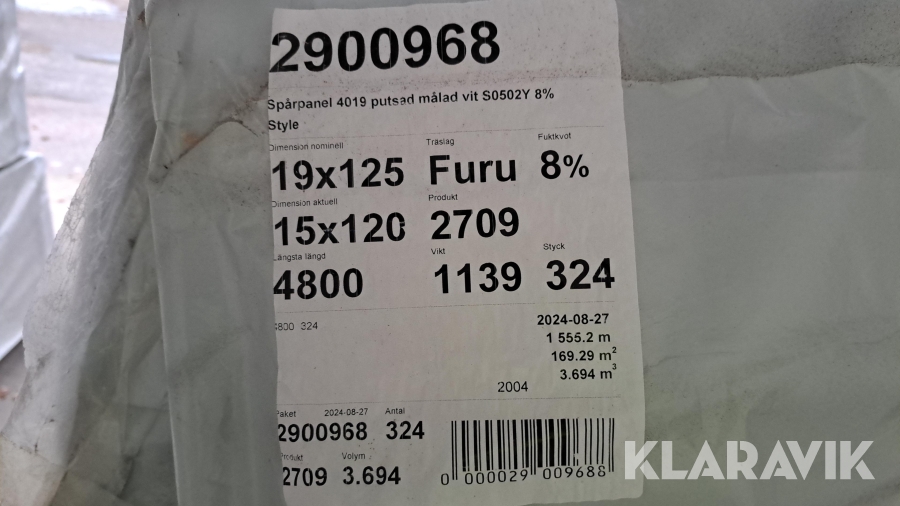 2900968
Spårpanel 4019 putsad målad vit S0502Y 8%
Style
Dimension nominell Träslag Fuktkvot
19x125 Furu 8%
Dimension aktuell Produkt
15x120 2709
Längsta längd Vikt Styck
4800 1139 324
4800 324
2024-08-27
1 555.2 m
169.29 m²
3.694 m³
2004
Paket 2024-08-27 Antal
2900968 324
Produkt Volym
2709 3.694
0 000029 009688
KLARAVIK